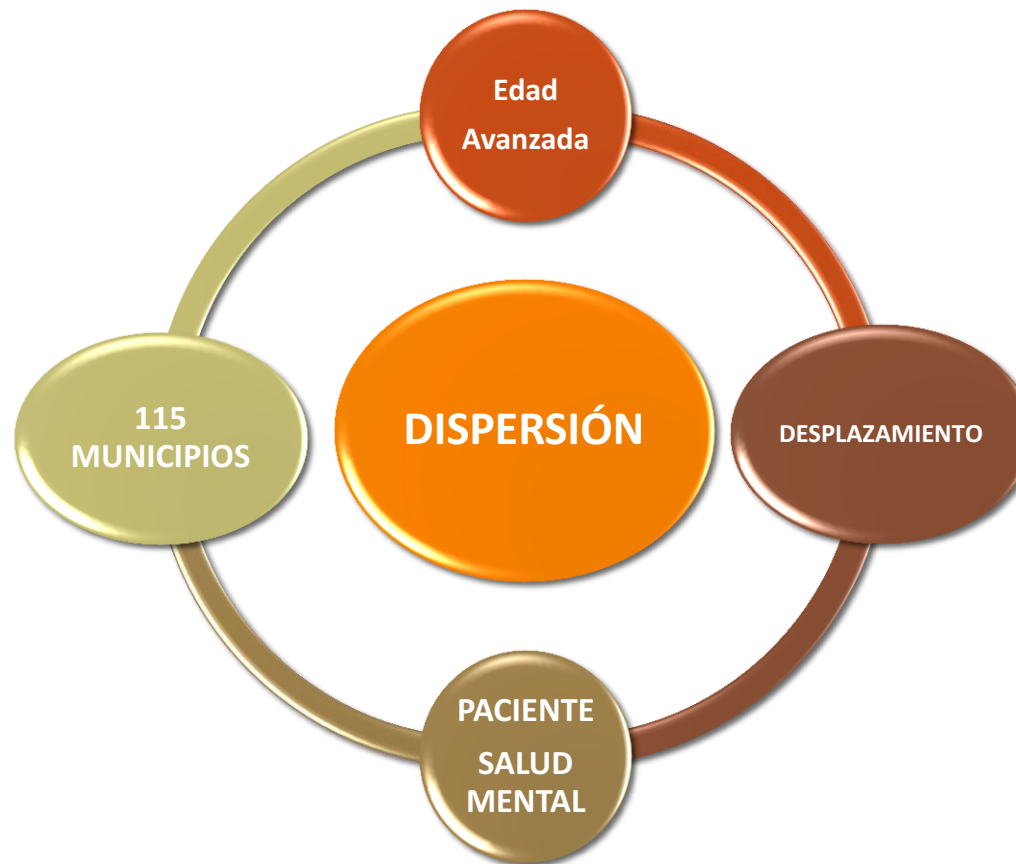 Edad
Avanzada
115
MUNICIPIOS
DISPERSIÓN
DESPLAZAMIENTO
PACIENTE
SALUD
MENTAL